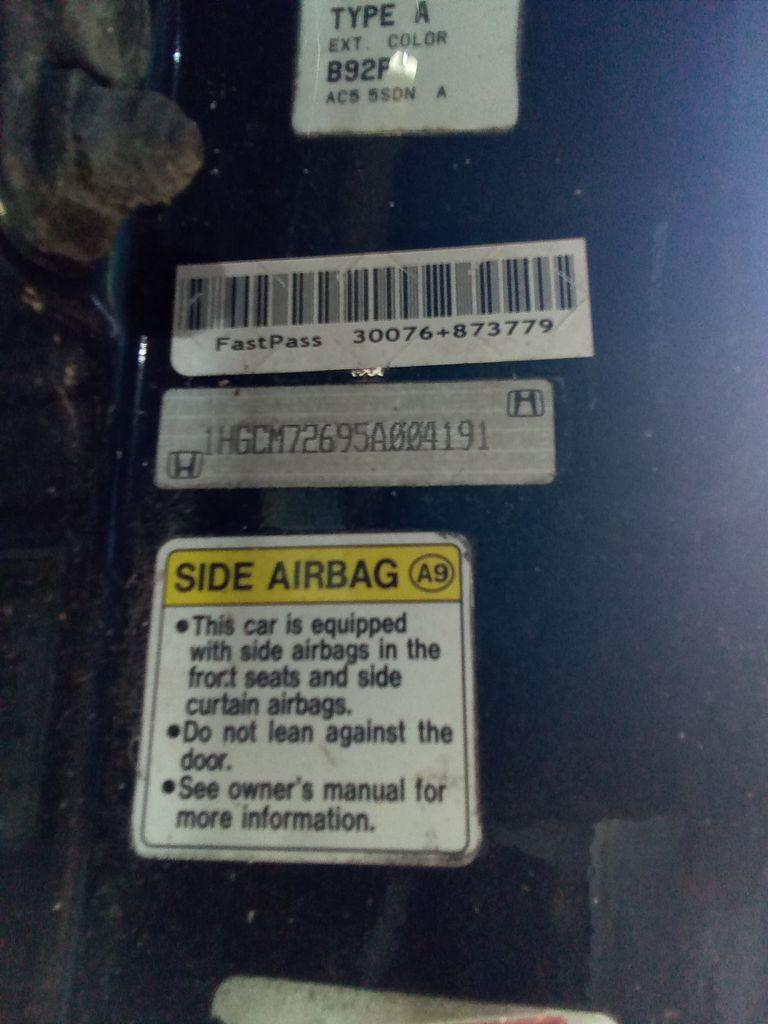 TYPE A
EXT. COLOR
B92P
AC5 5SDN A
FastPass 30076+873779
1HGCM72695A004191
SIDE AIRBAG A9
•This car is equipped
with side airbags in the
front seats and side
curtain airbags.
•Do not lean against the
door.
•See owner's manual for
more information.